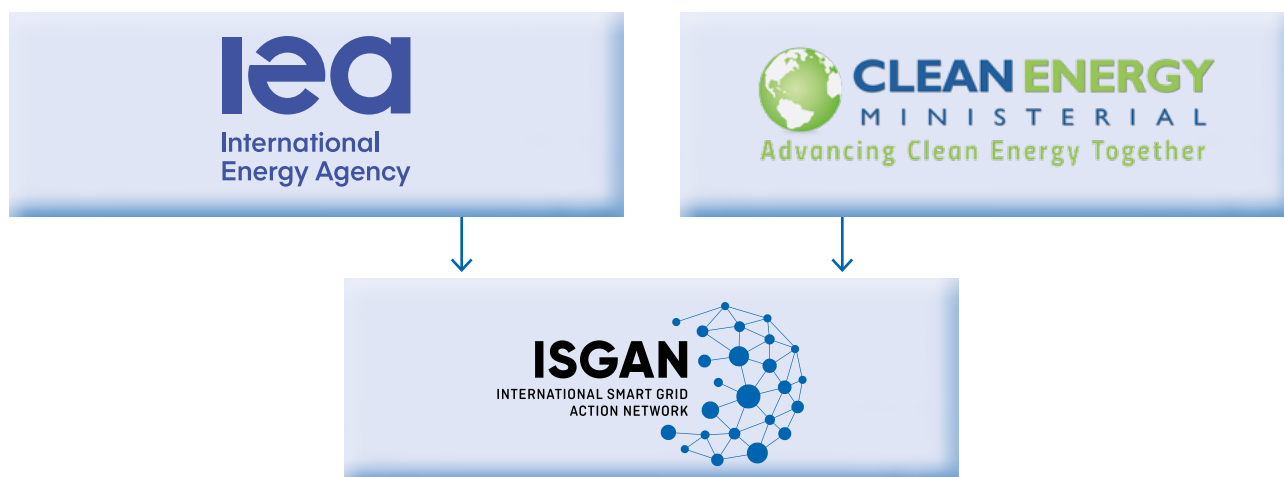 iea
International
Energy Agency
CLEAN ENERGY
MINISTERIAL
Advancing Clean Energy Together
ISGAN
INTERNATIONAL SMART GRID
ACTION NETWORK